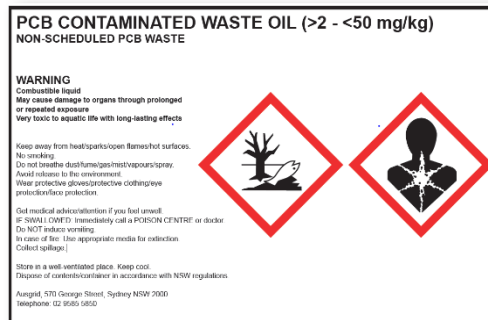 PCB CONTAMINATED WASTE OIL (>2 - <50 mg/kg)
NON-SCHEDULED PCB WASTE
WARNING
Combustible liquid
May cause damage to organs through prolonged
or repeated exposure
Very toxic to aquatic life with long-lasting effects
Keep away from heat/sparks/open flames/hot surfaces.
No smoking.
Do not breathe dust/fume/gas/mist/vapours/spray.
Avoid release to the environment.
Wear protective gloves/protective clothing/eye
protection/face protection.
Get medical advice/attention if you feel unwell.
IF SWALLOWED: Immediately call a POISON CENTRE or doctor
Do NOT induce vomiting.
In case of fire: Use appropriate media for extinction.
Collect spillage.
Store in a well-ventilated place. Keep cool.
Dispose of contents/container in accordance with NSW regulations
Ausgrid, 570 George Street, Sydney NSW 2000
Telephone: 02 9585 5850